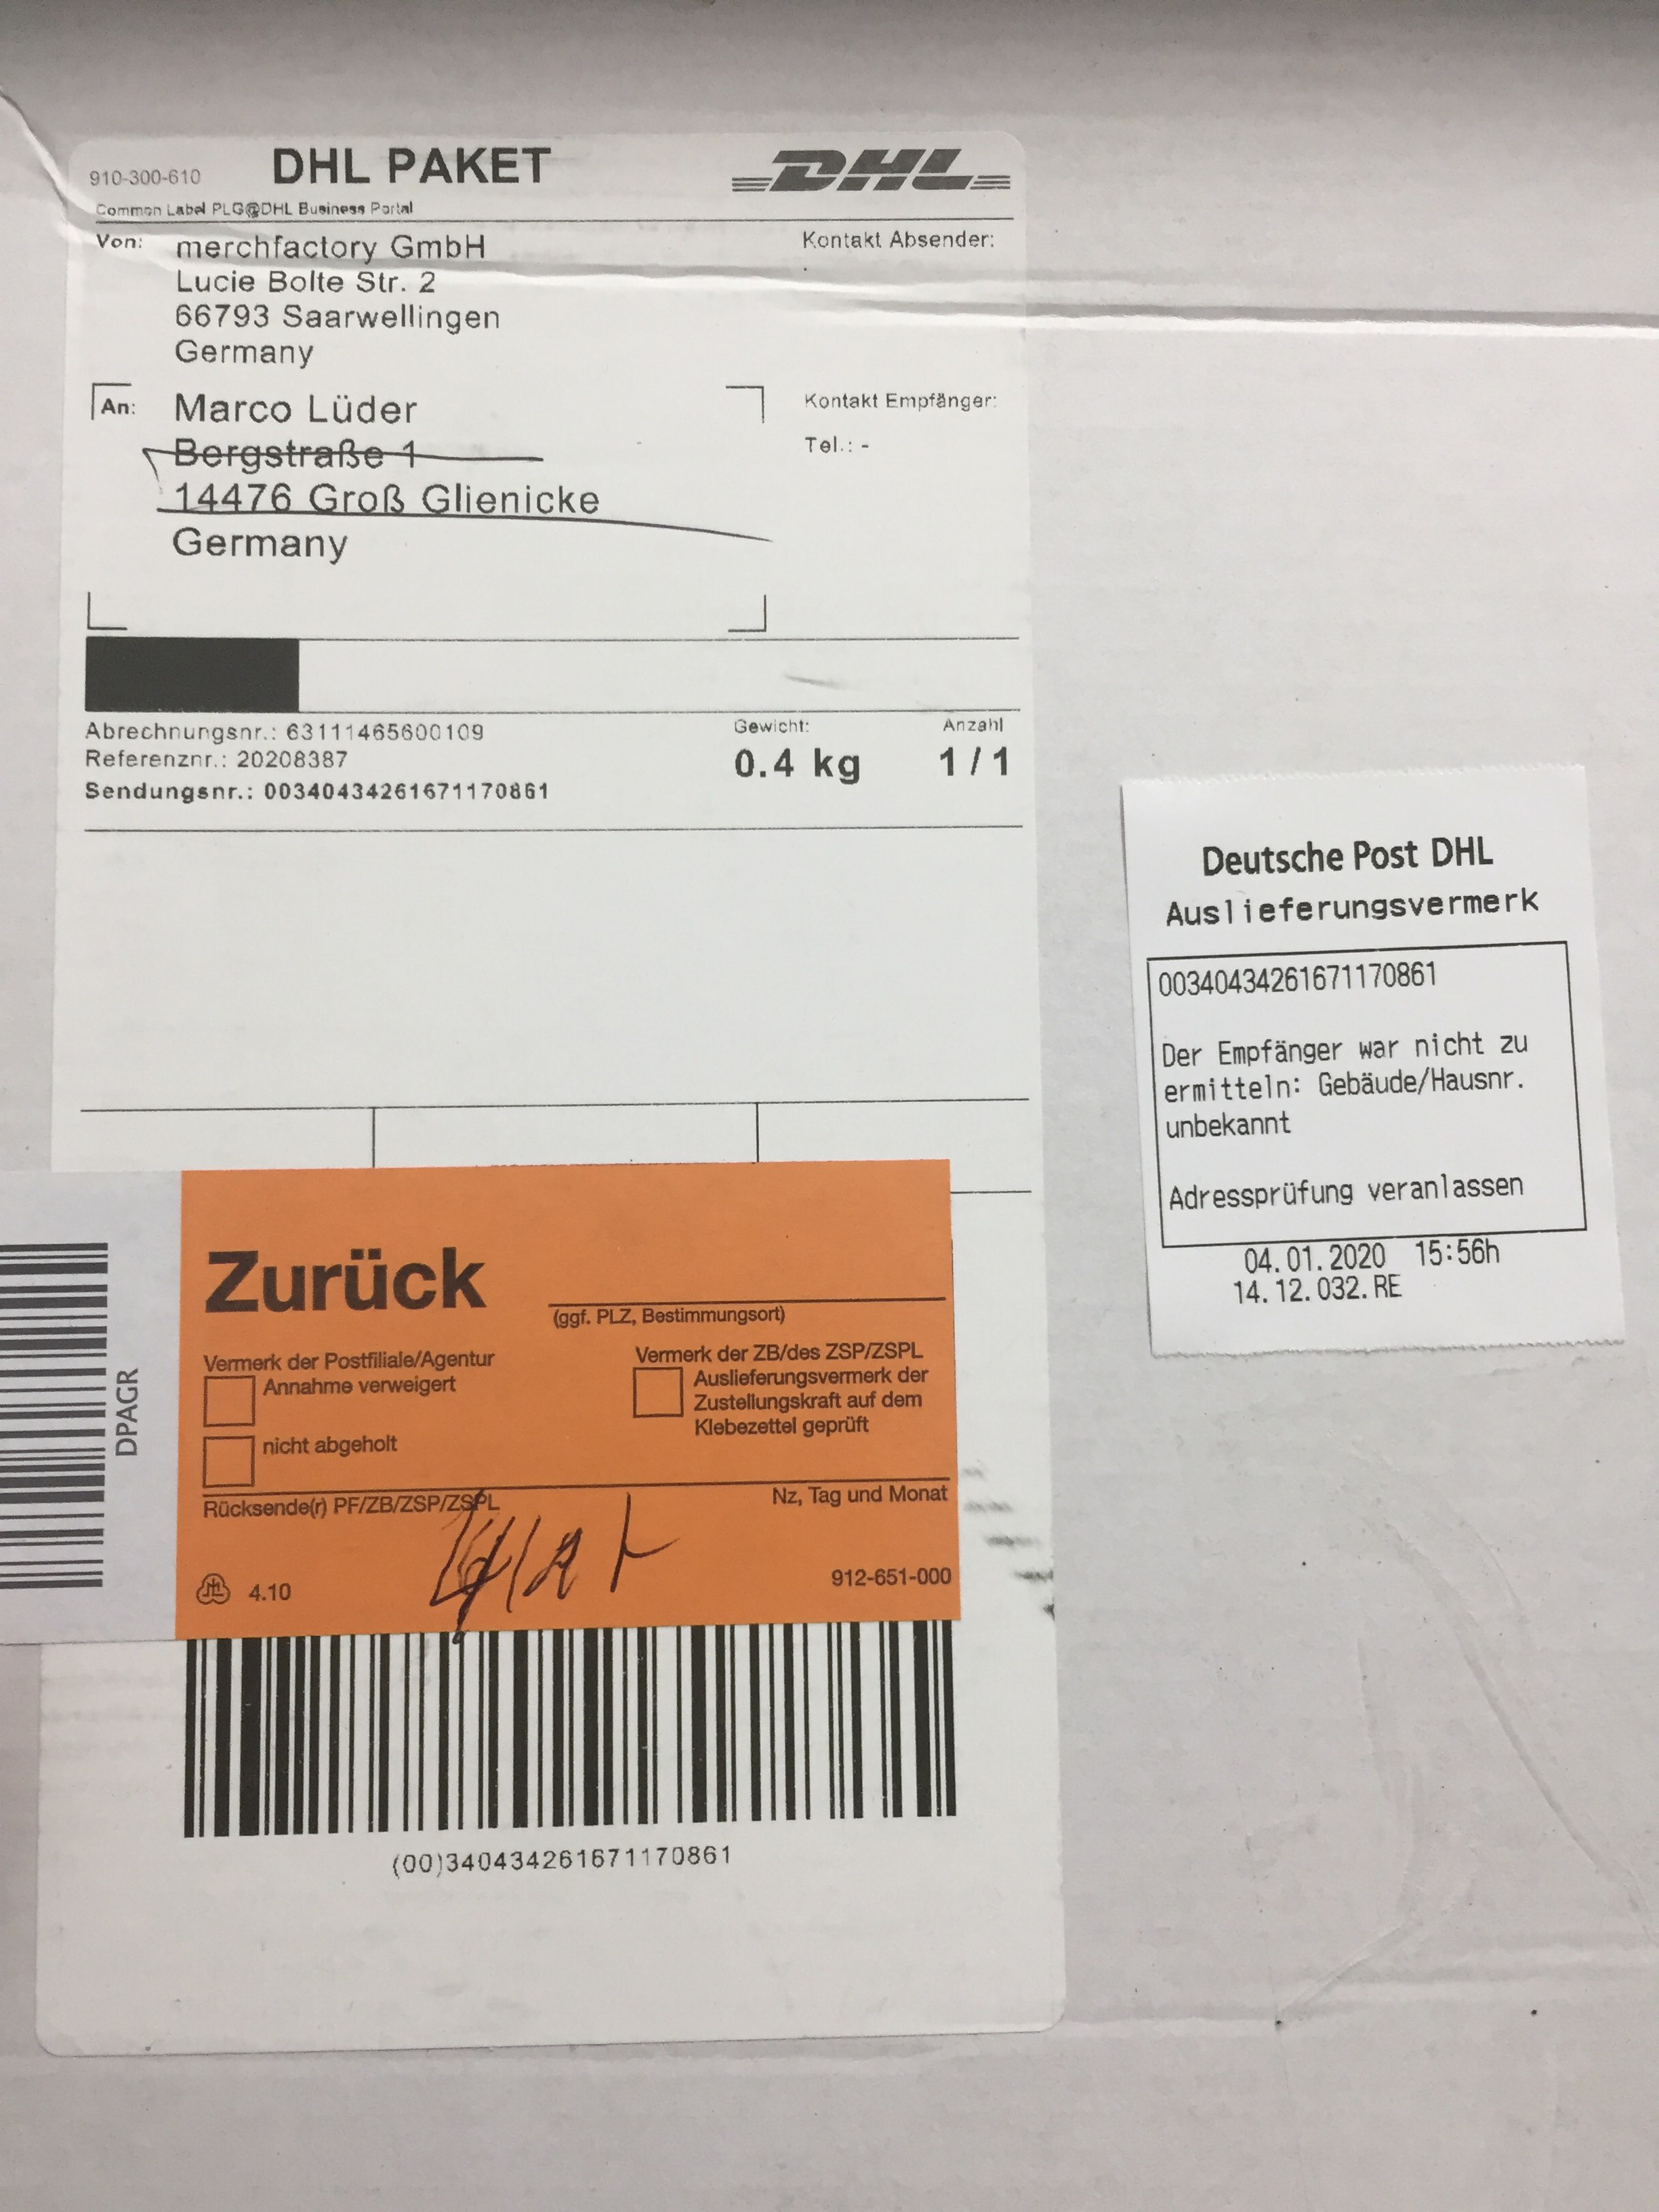 910-300-610 DHL PAKET DHL
Common Label PLG@DHL Business Portal
Von: merchfactory GmbH Kontakt Absender:
Lucie Bolte Str. 2
66793 Saarwellingen
Germany
An: Marco Lüder Kontakt Empfänger:
Bergstraße 1 Tel.: -
14476 Groß Glienicke
Germany
Abrechnungsnr.: 63111465600109 Gewicht: Anzahl
Referenznr.: 20208387 0.4 kg 1 / 1
Sendungsnr.: 00340434261671170861
Deutsche Post DHL
Auslieferungsvermerk
00340434261671170861
Der Empfänger war nicht zu
ermitteln: Gebäude/Hausnr.
unbekannt
Adressprüfung veranlassen
04.01.2020 15:56h
14.12.032.RE
DPAGR
Zurück
(ggf. PLZ, Bestimmungsort)
Vermerk der Postfiliale/Agentur
Annahme verweigert
nicht abgeholt
Vermerk der ZB/des ZSP/ZSPL
Auslieferungsvermerk der
Zustellungskraft auf dem
Klebezettel geprüft
Rücksende(r) PF/ZB/ZSP/ZSPL Nz, Tag und Monat
4.10 912-651-000
(00)340434261671170861